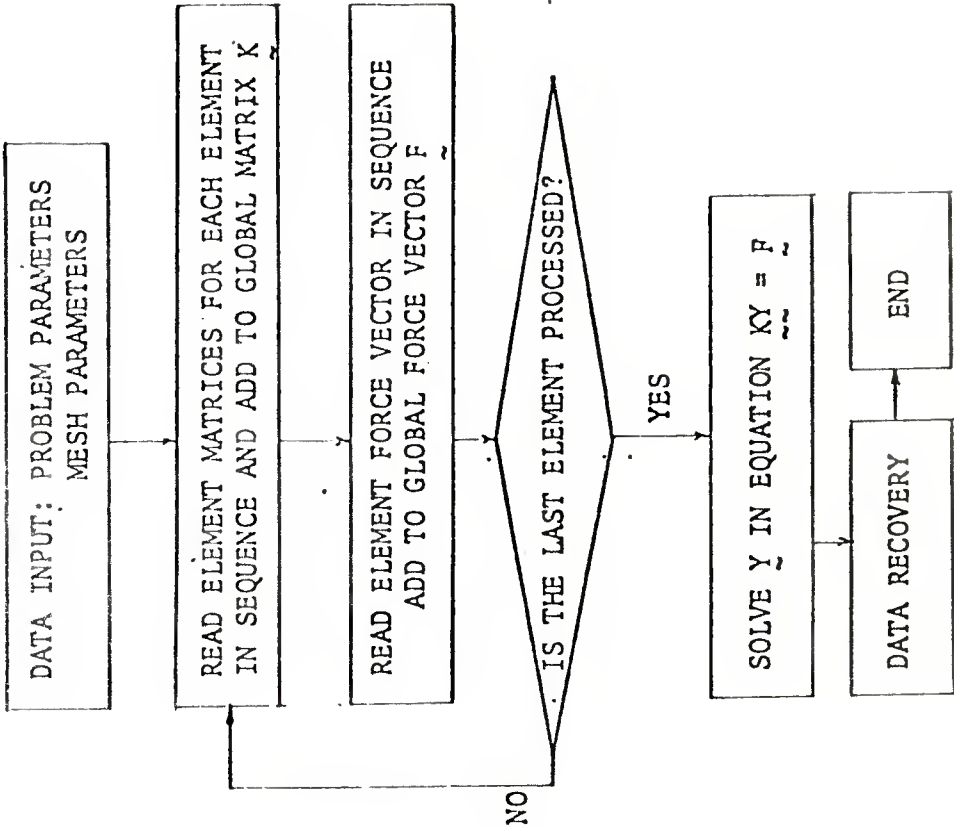 DATA INPUT: PROBLEM PARAMETERS
MESH PARAMETERS
READ ELEMENT MATRICES FOR EACH ELEMENT
IN SEQUENCE AND ADD TO GLOBAL MATRIX K
READ ELEMENT FORCE VECTOR IN SEQUENCE
ADD TO GLOBAL FORCE VECTOR F
IS THE LAST ELEMENT PROCESSED?
NO
YES
SOLVE Y IN EQUATION KY = F
DATA RECOVERY
END